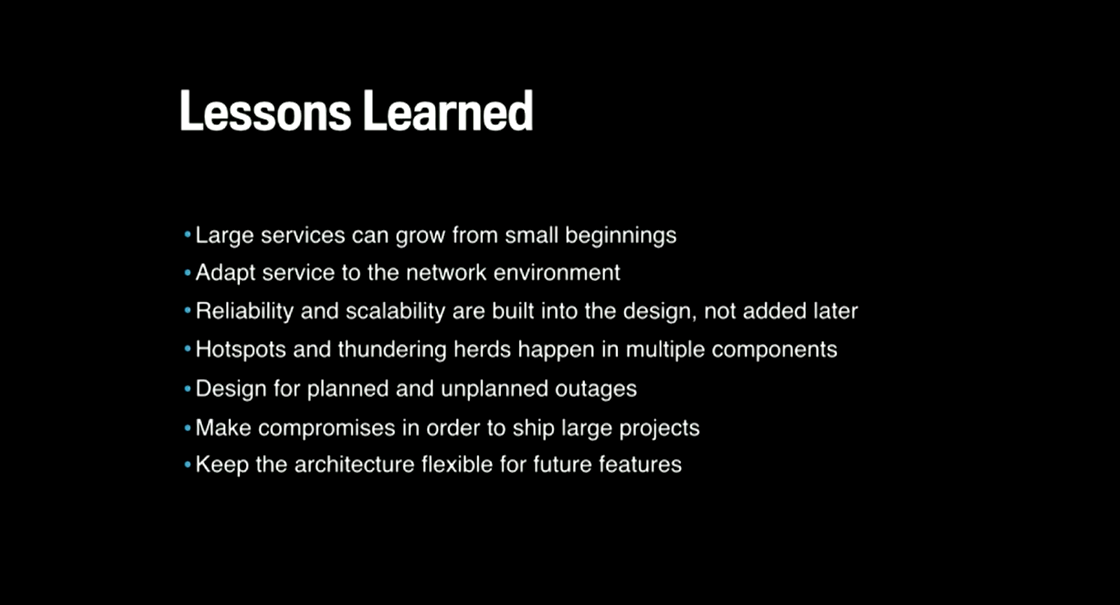 Lessons Learned
•Large services can grow from small beginnings
•Adapt service to the network environment
•Reliability and scalability are built into the design, not added later
•Hotspots and thundering herds happen in multiple components
•Design for planned and unplanned outages
•Make compromises in order to ship large projects
•Keep the architecture flexible for future features